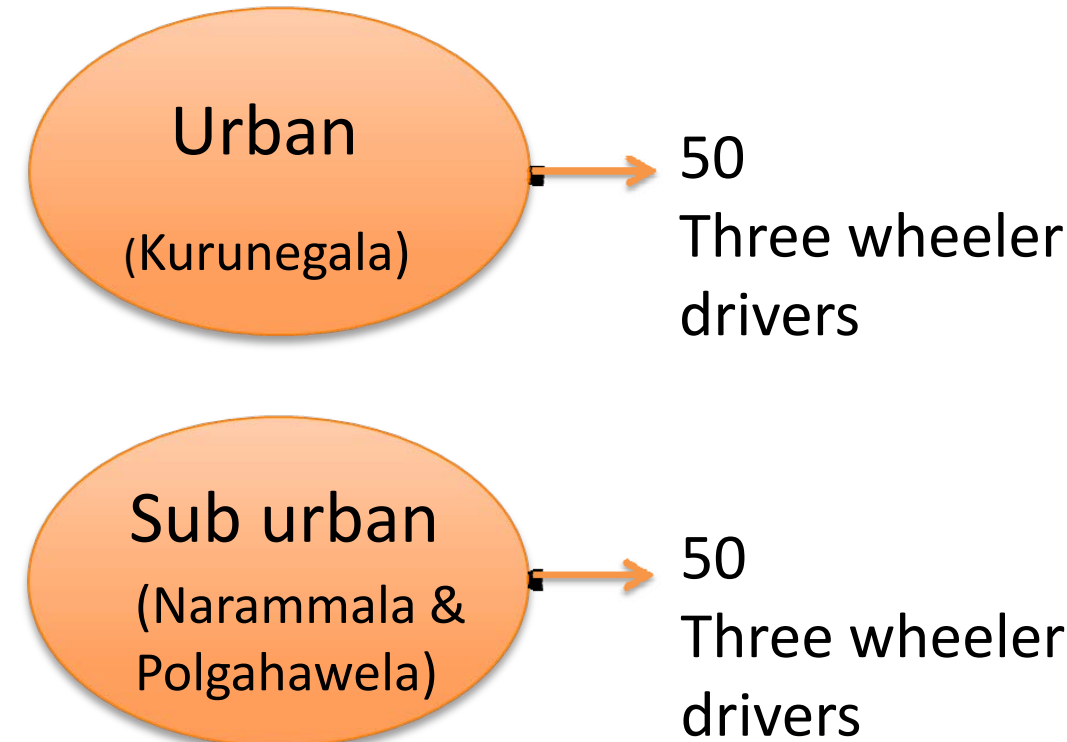 Urban
(Kurunegala)
50
Three wheeler
drivers
Sub urban
(Narammala &
Polgahawela)
50
Three wheeler
drivers